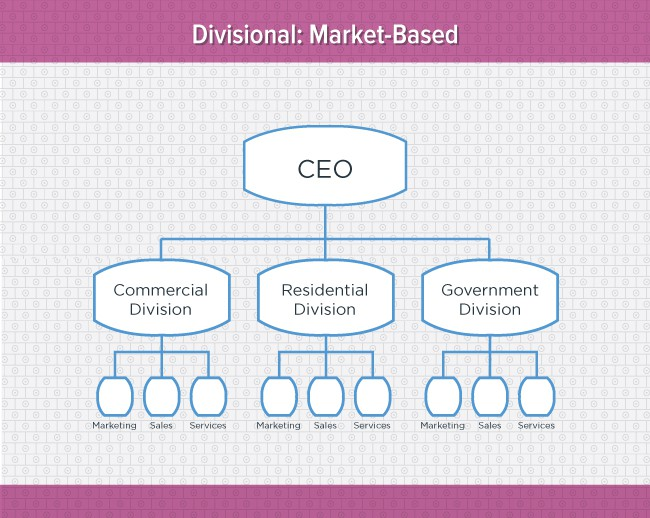 Divisional: Market-Based
CEO
Commercial
Division
Residential
Division
Government
Division
Marketing Sales Services
Marketing Sales Services
Marketing Sales Services